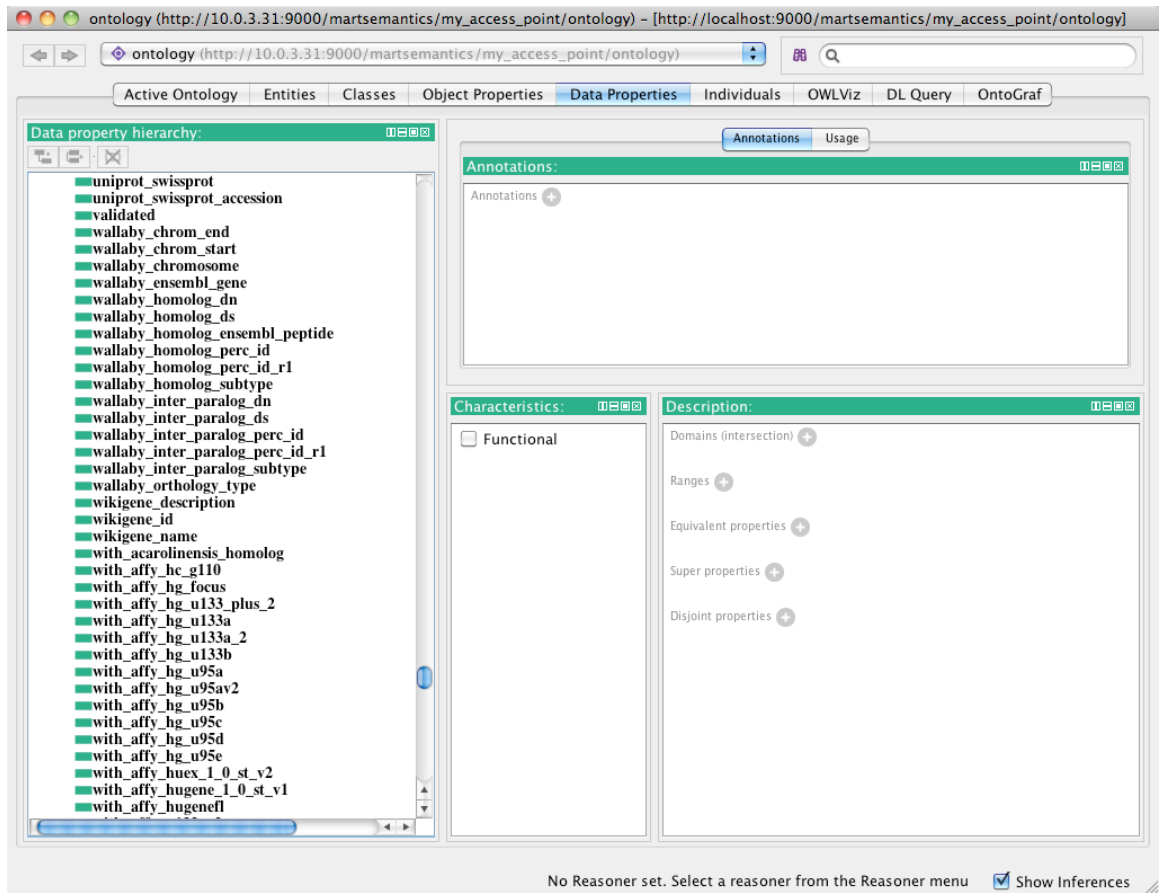 ontology (http://10.0.3.31:9000/martsemantics/my_access_point/ontology) – [http://localhost:9000/martsemantics/my_access_point/ontology]
ontology (http://10.0.3.31:9000/martsemantics/my_access_point/ontology)
Active Ontology Entities Classes Object Properties Data Properties Individuals OWLViz DL Query OntoGraf
Data property hierarchy:
uniprot_swissprot
uniprot_swissprot_accession
validated
wallaby_chrom_end
wallaby_chrom_start
wallaby_chromosome
wallaby_ensembl_gene
wallaby_homolog_dn
wallaby_homolog_ds
wallaby_homolog_ensembl_peptide
wallaby_homolog_perc_id
wallaby_homolog_perc_id_r1
wallaby_homolog_subtype
wallaby_inter_paralog_dn
wallaby_inter_paralog_ds
wallaby_inter_paralog_perc_id
wallaby_inter_paralog_perc_id_r1
wallaby_inter_paralog_subtype
wallaby_orthology_type
wikigene_description
wikigene_id
wikigene_name
with_acarolinensis_homolog
with_affy_hc_g110
with_affy_hg_focus
with_affy_hg_u133_plus_2
with_affy_hg_u133a
with_affy_hg_u133a_2
with_affy_hg_u133b
with_affy_hg_u95a
with_affy_hg_u95av2
with_affy_hg_u95b
with_affy_hg_u95c
with_affy_hg_u95d
with_affy_hg_u95e
with_affy_huex_1_0_st_v2
with_affy_hugene_1_0_st_v1
with_affy_hugenefl
Annotations Usage
Annotations:
Annotations
Characteristics:
Functional
Description:
Domains (intersection)
Ranges
Equivalent properties
Super properties
Disjoint properties
No Reasoner set. Select a reasoner from the Reasoner menu Show Inferences